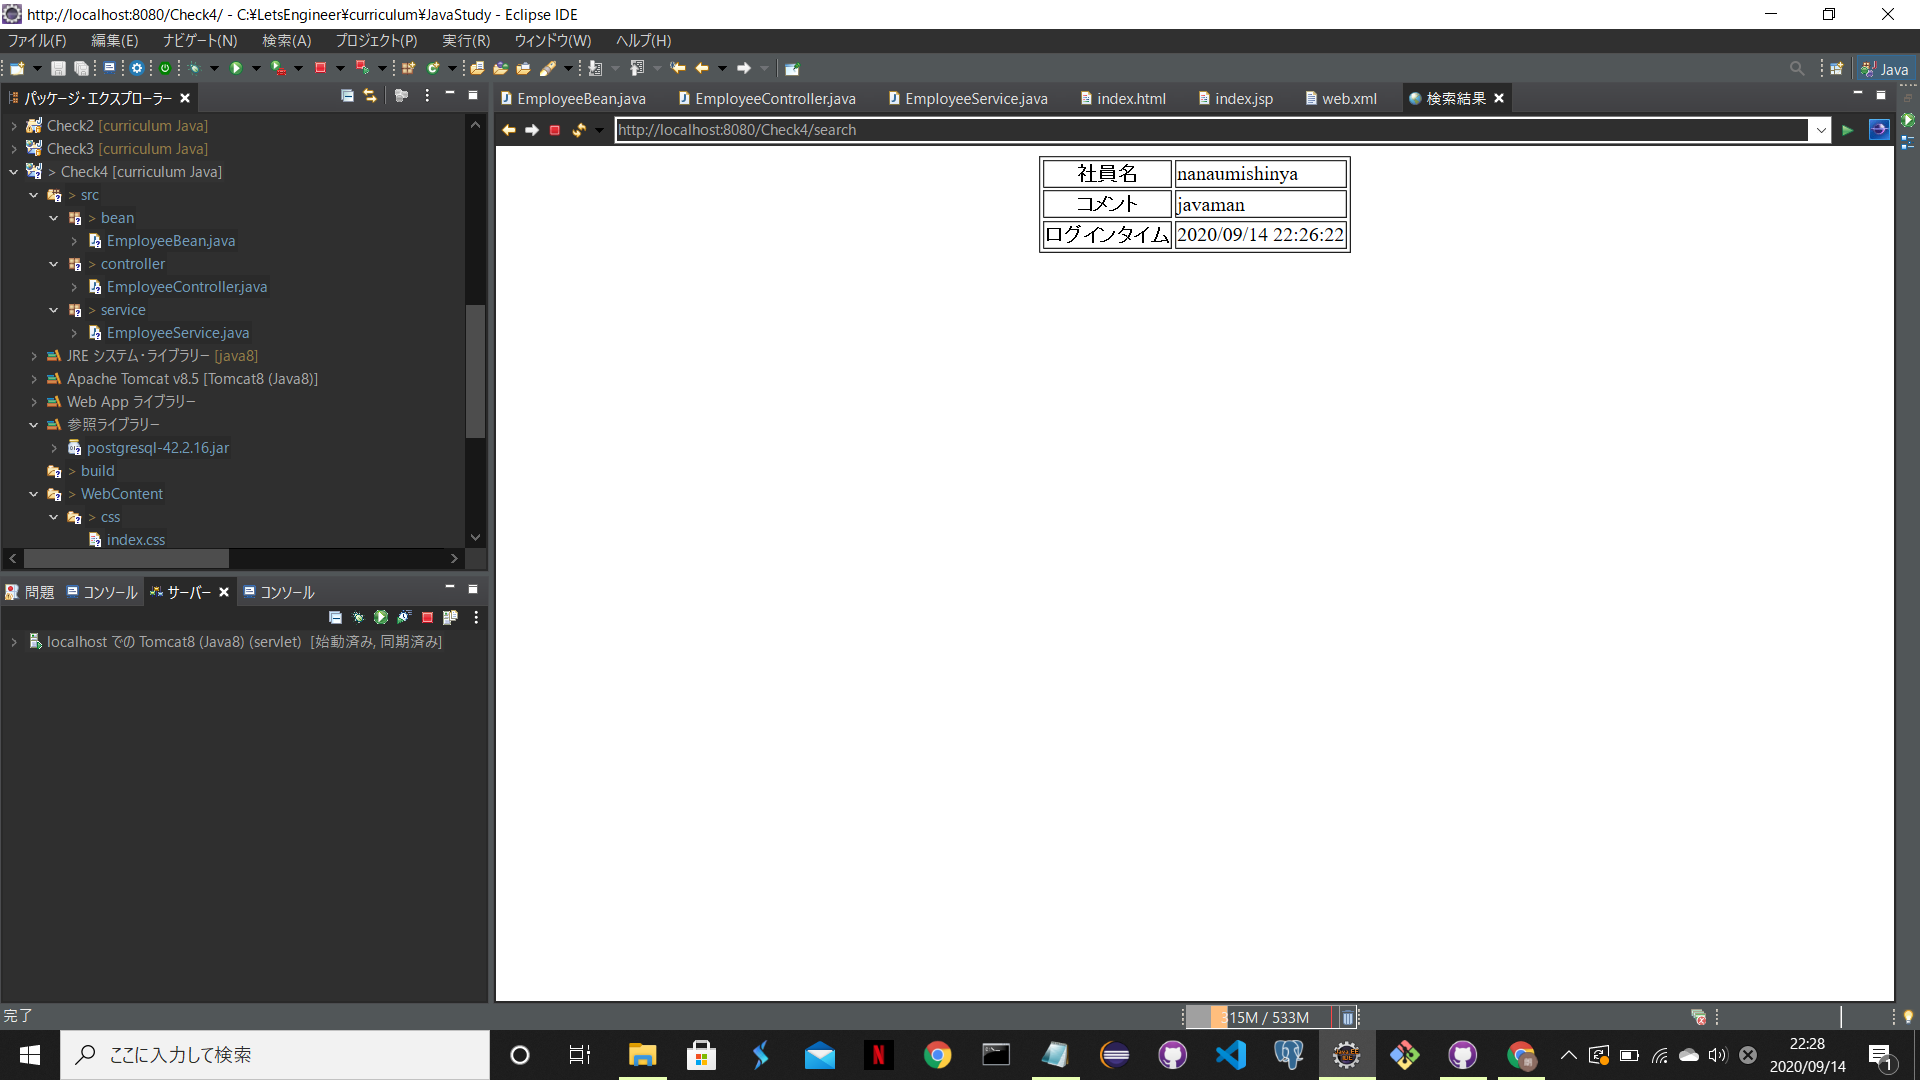 http://localhost:8080/Check4/ - C:¥LetsEngineer¥curriculum¥JavaStudy - Eclipse IDE
ファイル(F) 編集(E) ナビゲート(N) 検索(A) プロジェクト(P) 実行(R) ウィンドウ(W) ヘルプ(H)
Java
パッケージ・エクスプローラー
EmployeeBean.java EmployeeController.java EmployeeService.java index.html index.jsp web.xml 検索結果
http://localhost:8080/Check4/search
Check2 [curriculum Java]
Check3 [curriculum Java]
> Check4 [curriculum Java]
> src
> bean
EmployeeBean.java
> controller
EmployeeController.java
> service
EmployeeService.java
JRE システム・ライブラリー [java8]
Apache Tomcat v8.5 [Tomcat8 (Java8)]
Web App ライブラリー
参照ライブラリー
postgresql-42.2.16.jar
> build
> WebContent
> css
index.css
社員名 nanaumishinya
コメント javaman
ログインタイム 2020/09/14 22:26:22
問題 コンソール サーバー コンソール
localhost での Tomcat8 (Java8) (servlet) [始動済み, 同期済み]
完了
315M / 533M
ここに入力して検索
22:28
2020/09/14
1